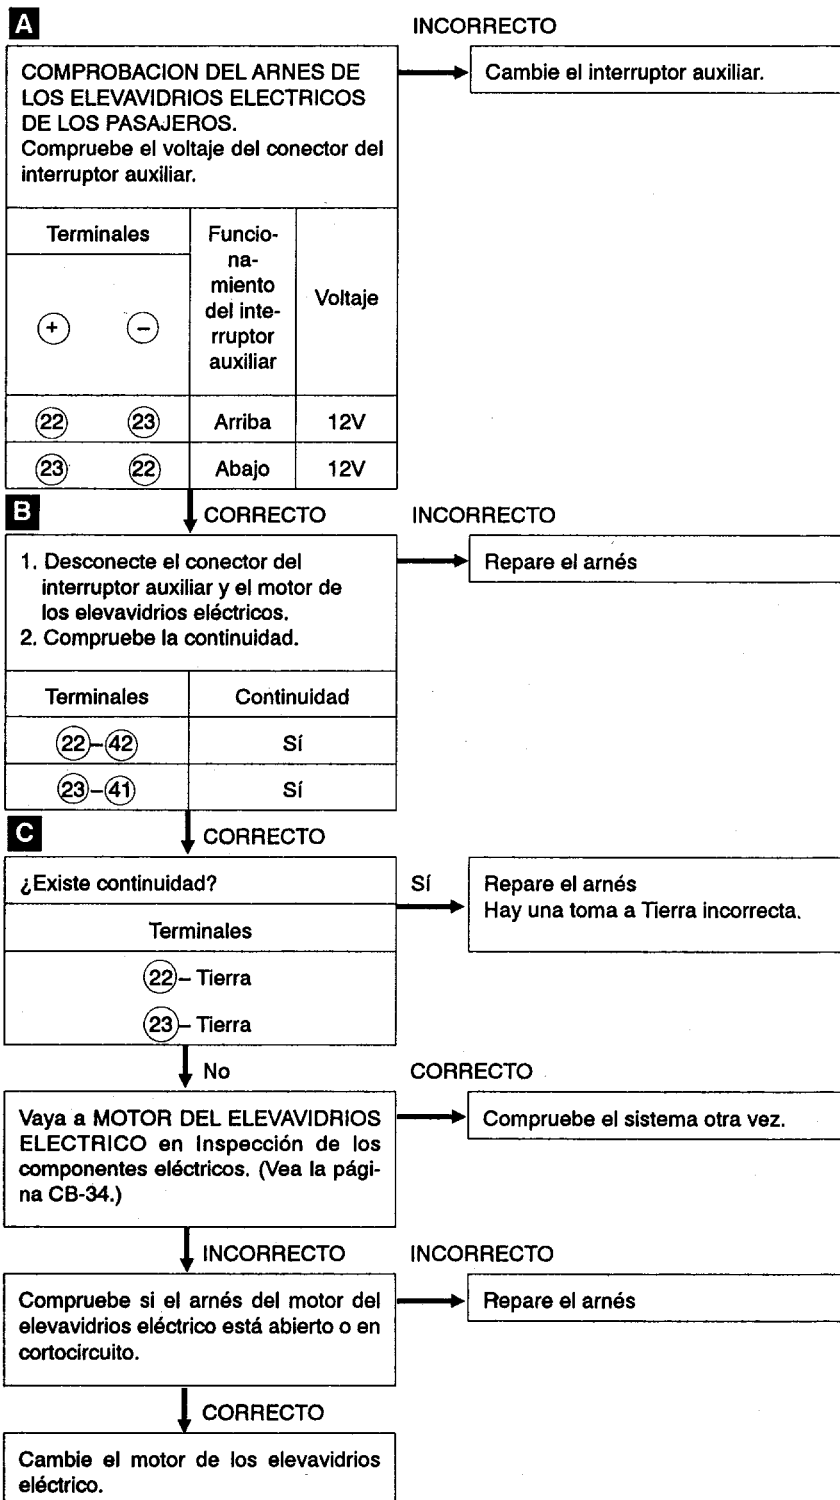 A
INCORRECTO
COMPROBACION DEL ARNES DE
LOS ELEVAVIDRIOS ELECTRICOS
DE LOS PASAJEROS.
Compruebe el voltaje del conector del
interruptor auxiliar.
Cambie el interruptor auxiliar.
Terminales
Funcio-
na-
miento
del inte-
rruptor
auxiliar
Voltaje
+ −
22 23 Arriba 12V
23 22 Abajo 12V
B
CORRECTO
INCORRECTO
1. Desconecte el conector del
interruptor auxiliar y el motor de
los elevavidrios eléctricos.
2. Compruebe la continuidad.
Repare el arnés
Terminales Continuidad
22–42 Sí
23–41 Sí
C
CORRECTO
¿Existe continuidad?
Sí
Repare el arnés
Hay una toma a Tierra incorrecta.
Terminales
22– Tierra
23– Tierra
No
CORRECTO
Vaya a MOTOR DEL ELEVAVIDRIOS
ELECTRICO en Inspección de los
componentes eléctricos. (Vea la pági-
na CB-34.)
Compruebe el sistema otra vez.
INCORRECTO
INCORRECTO
Compruebe si el arnés del motor del
elevavidrios eléctrico está abierto o en
cortocircuito.
Repare el arnés
CORRECTO
Cambie el motor de los elevavidrios
eléctrico.